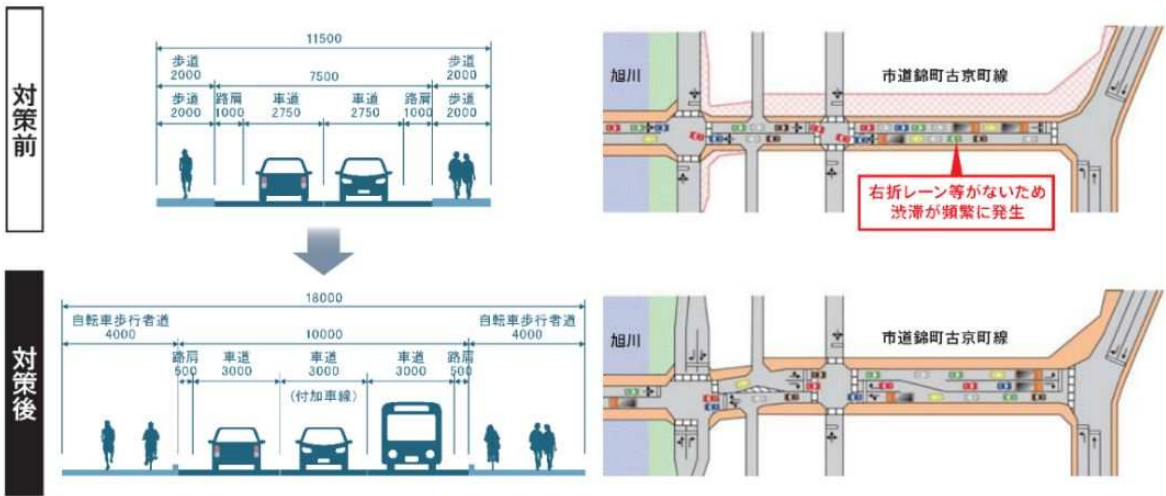 対策前
11500
歩道
2000
7500
歩道
2000
歩道
2000
路肩
1000
車道
2750
車道
2750
路肩
1000
歩道
2000
旭川
市道錦町古京町線
右折レーン等がないため
渋滞が頻繁に発生
対策後
18000
自転車歩行者道
4000
10000
自転車歩行者道
4000
路肩
500
車道
3000
車道
3000
(付加車線)
車道
3000
路肩
500
旭川
市道錦町古京町線